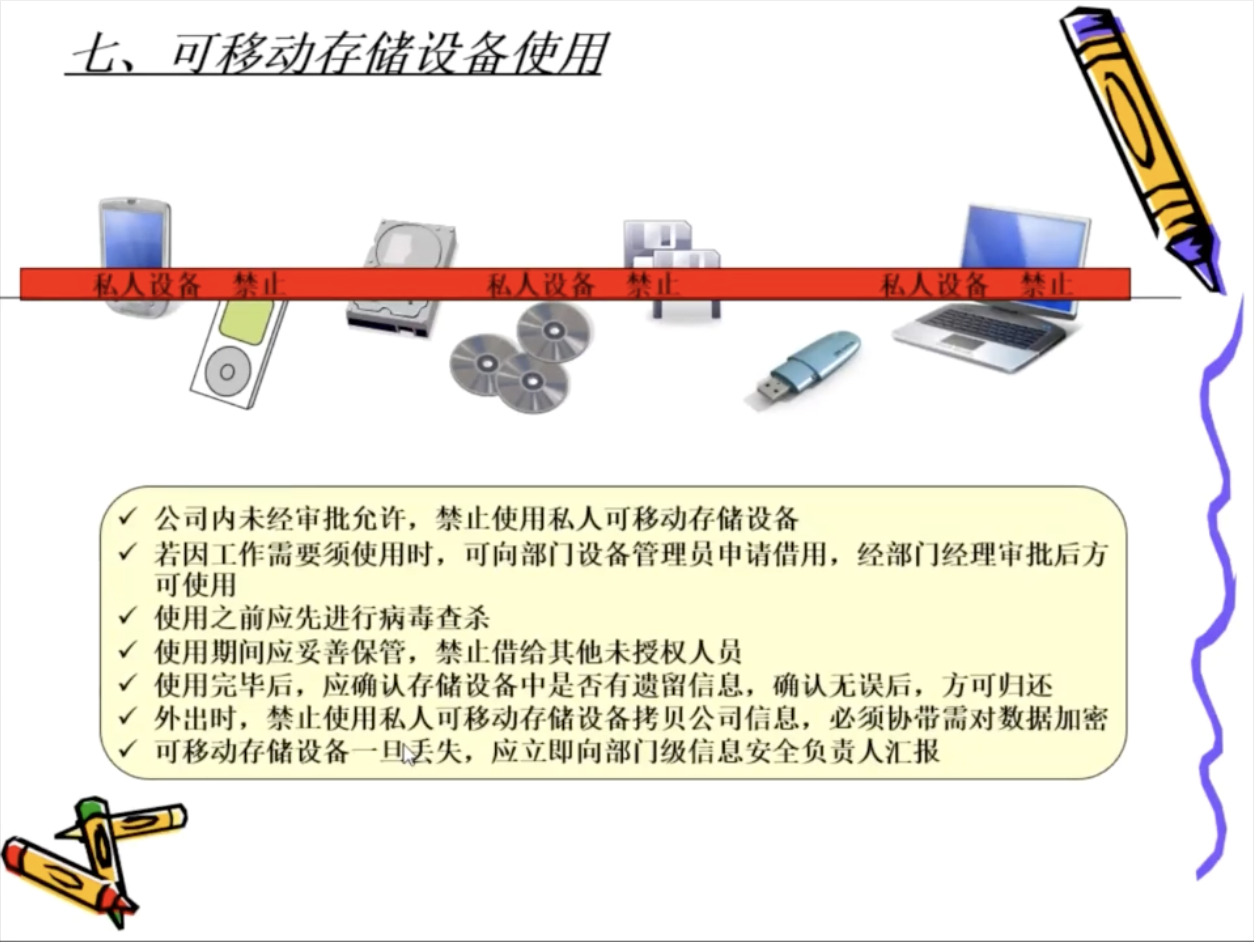 七、可移动存储设备使用
私人设备 禁止 私人设备 禁止 私人设备 禁止
✓ 公司内未经审批允许，禁止使用私人可移动存储设备
✓ 若因工作需要须使用时，可向部门设备管理员申请借用，经部门经理审批后方
可使用
✓ 使用之前应先进行病毒查杀
✓ 使用期间应妥善保管，禁止借给其他未授权人员
✓ 使用完毕后，应确认存储设备中是否有遗留信息，确认无误后，方可归还
✓ 外出时，禁止使用私人可移动存储设备拷贝公司信息，必须协带需对数据加密
✓ 可移动存储设备一旦丢失，应立即向部门级信息安全负责人汇报